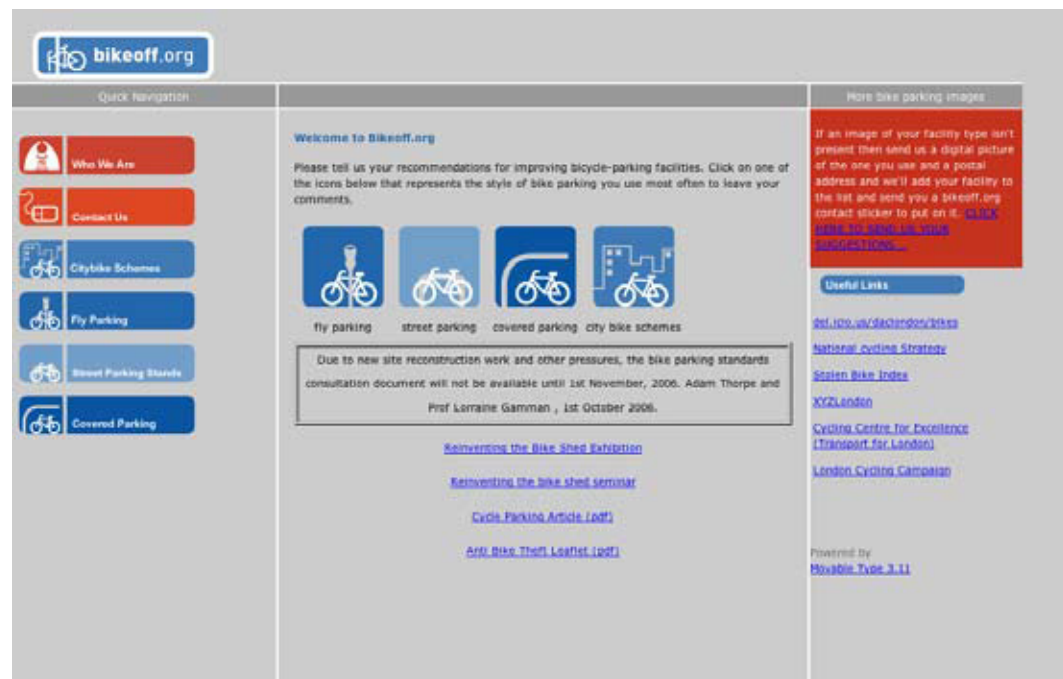 bikeoff.org
Quick Navigation
Who We Are
Contact Us
Citybike Schemes
Fly Parking
Street Parking Stands
Covered Parking
Welcome to Bikeoff.org
Please tell us your recommendations for improving bicycle-parking facilities. Click on one of
the icons below that represents the style of bike parking you use most often to leave your
comments.
fly parking
street parking
covered parking
city bike schemes
Due to new site reconstruction work and other pressures, the bike parking standards
consultation document will not be available until 1st November, 2006. Adam Thorpe and
Prof Lorraine Gamman , 1st October 2006.
Reinventing the Bike Shed Exhibition
Reinventing the bike shed seminar
Cycle Parking Article (pdf)
Anti Bike Theft Leaflet (pdf)
More bike parking images
If an image of your facility type isn't
present then send us a digital picture
of the one you use and a postal
address and we'll add your facility to
the list and send you a bikeoff.org
contact sticker to put on it. CLICK
HERE TO SEND US YOUR
SUGGESTIONS...
Useful Links
del.icio.us/daclondon/bikes
National cycling Strategy
Stolen Bike Index
XYZLondon
Cycling Centre for Excellence
(Transport for London)
London Cycling Campaign
Powered by
Movable Type 3.11